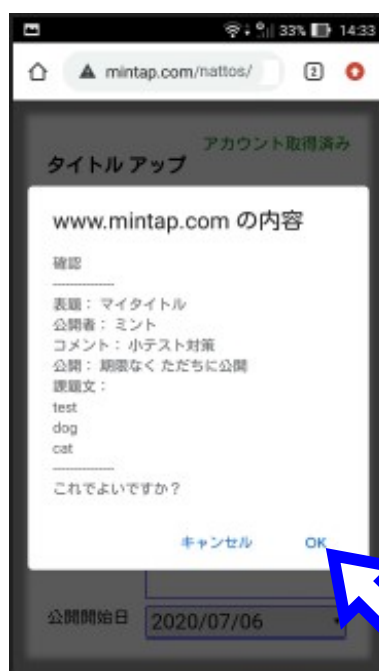 33% 14:33
mintap.com/nattos/ 2
アカウント取得済み
タイトル アップ
www.mintap.com の内容
確認
----------------
表題： マイタイトル
公開者： ミント
コメント： 小テスト対策
公開： 期限なく ただちに公開
課題文：
test
dog
cat
----------------
これでよいですか？
キャンセル OK
公開開始日 2020/07/06